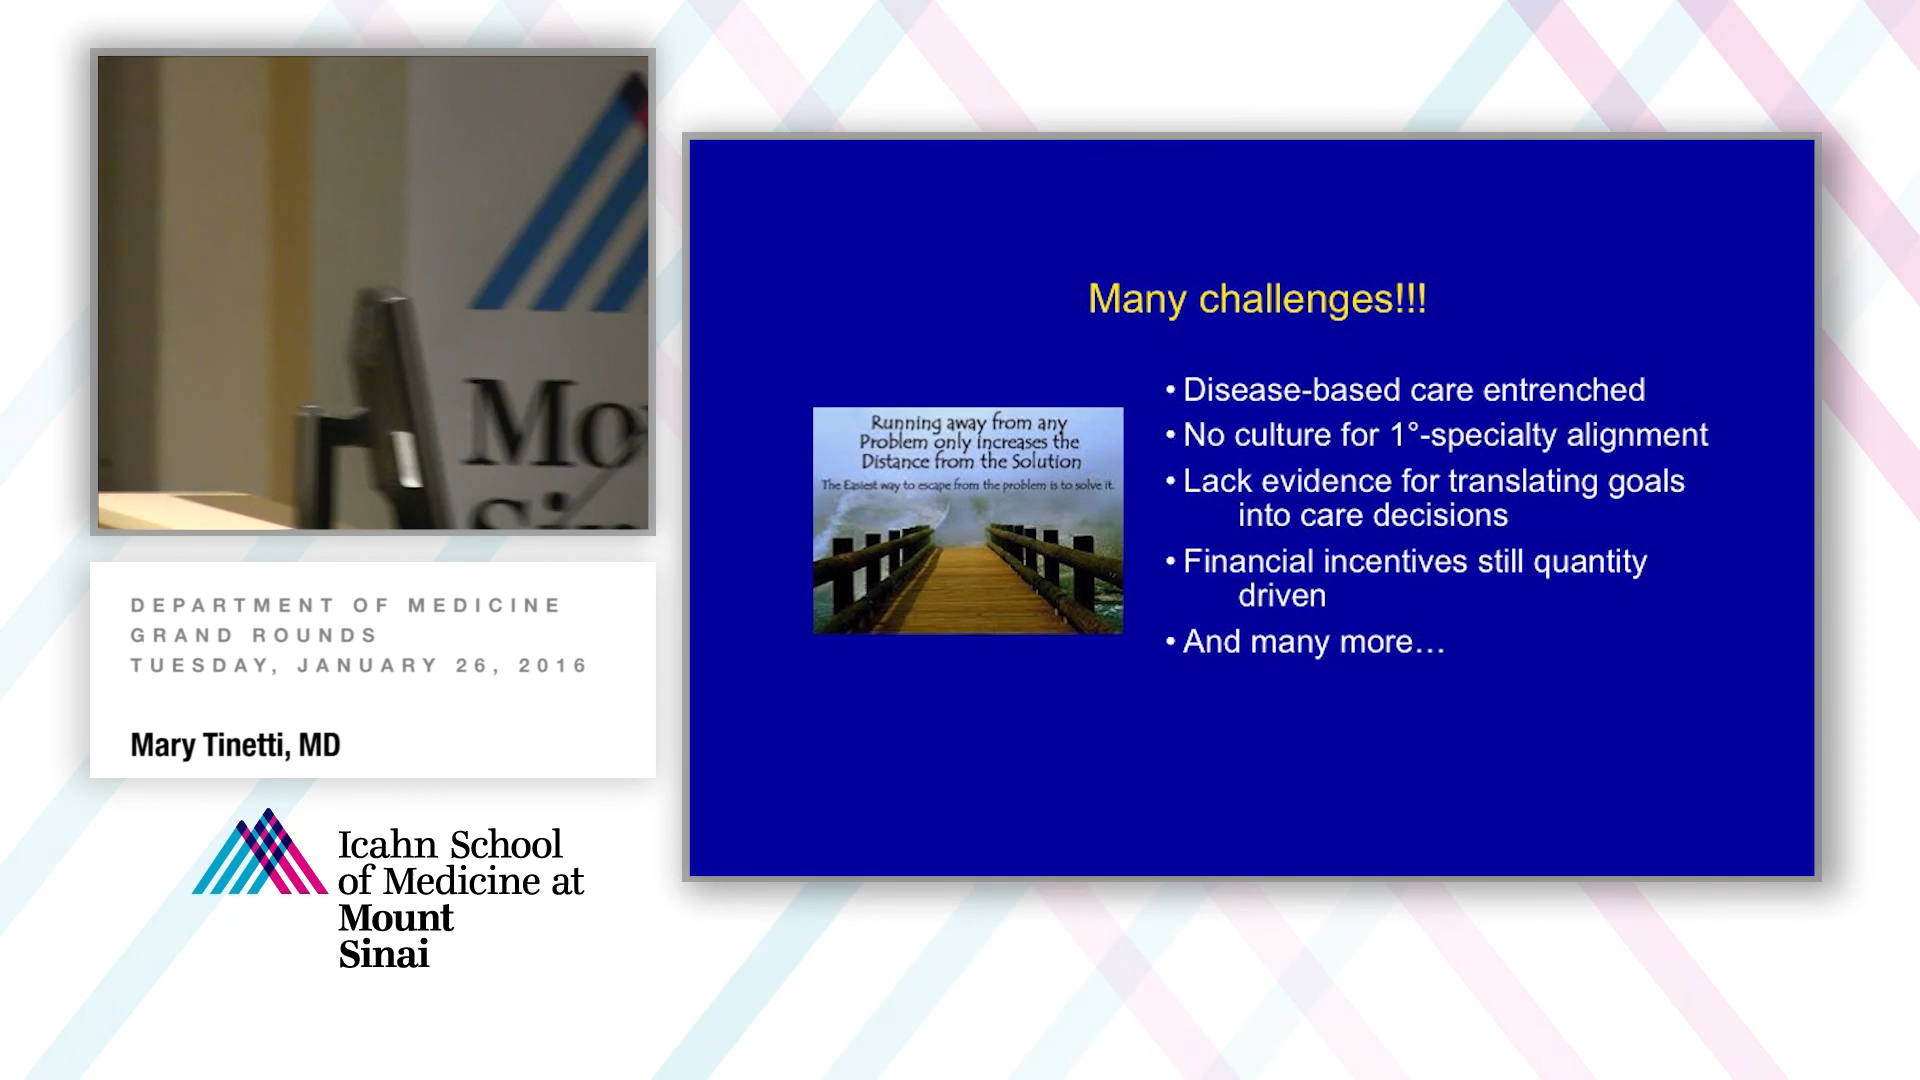 Mo
DEPARTMENT OF MEDICINE
GRAND ROUNDS
TUESDAY, JANUARY 26, 2016
Mary Tinetti, MD
Icahn School
of Medicine at
Mount
Sinai
Many challenges!!!
Running away from any
Problem only increases the
Distance from the Solution
The Easiest way to escape from the problem is to solve it.
• Disease-based care entrenched
• No culture for 1°-specialty alignment
• Lack evidence for translating goals
into care decisions
• Financial incentives still quantity
driven
• And many more…